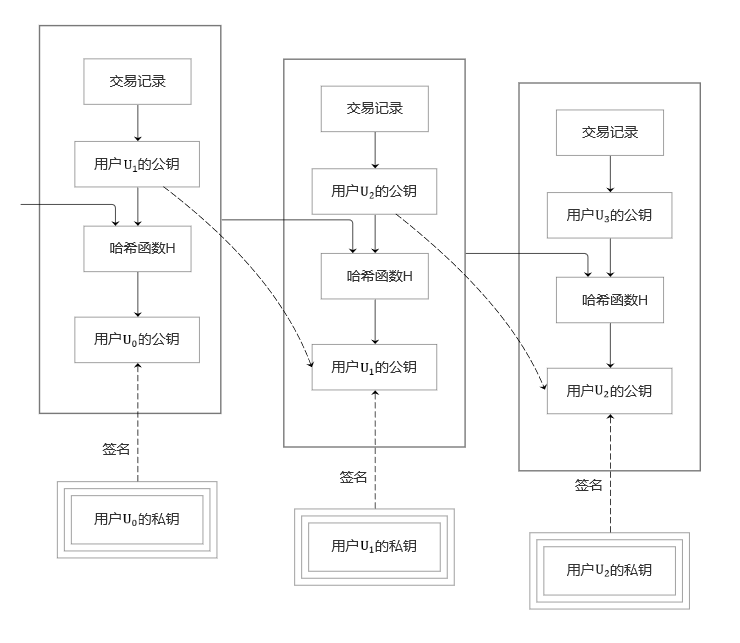 交易记录
用户U₁的公钥
哈希函数H
用户U₀的公钥
签名
用户U₀的私钥
交易记录
用户U₂的公钥
哈希函数H
用户U₁的公钥
签名
用户U₁的私钥
交易记录
用户U₃的公钥
哈希函数H
用户U₂的公钥
签名
用户U₂的私钥